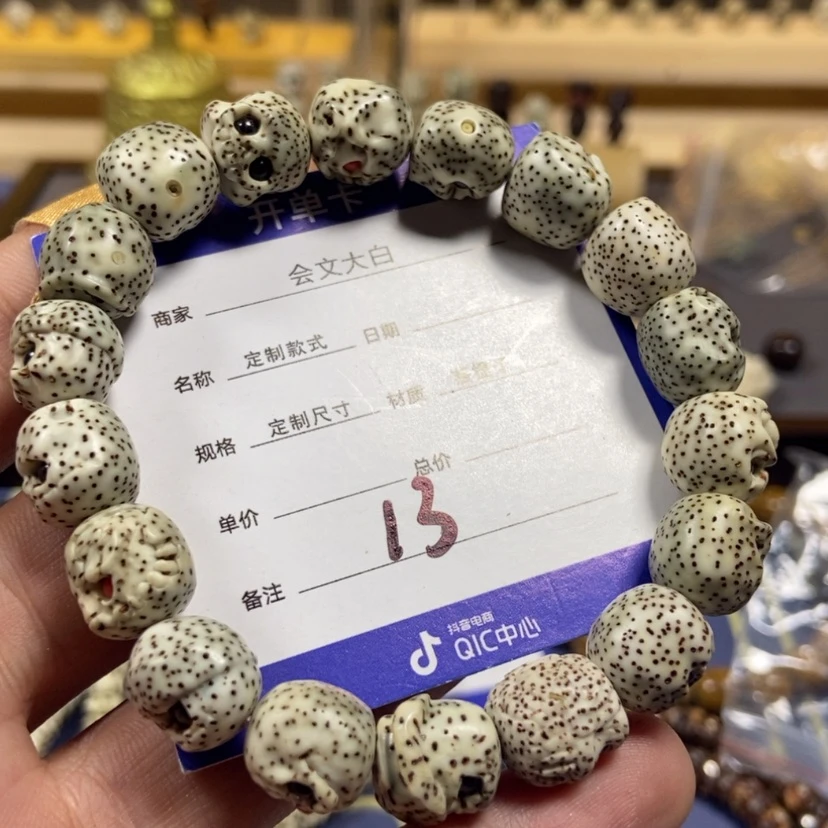 开单卡
商家 会文大白
名称 定制款式 日期
规格 定制尺寸 材质
单价 总价
13
备注
抖音电商
QIC中心